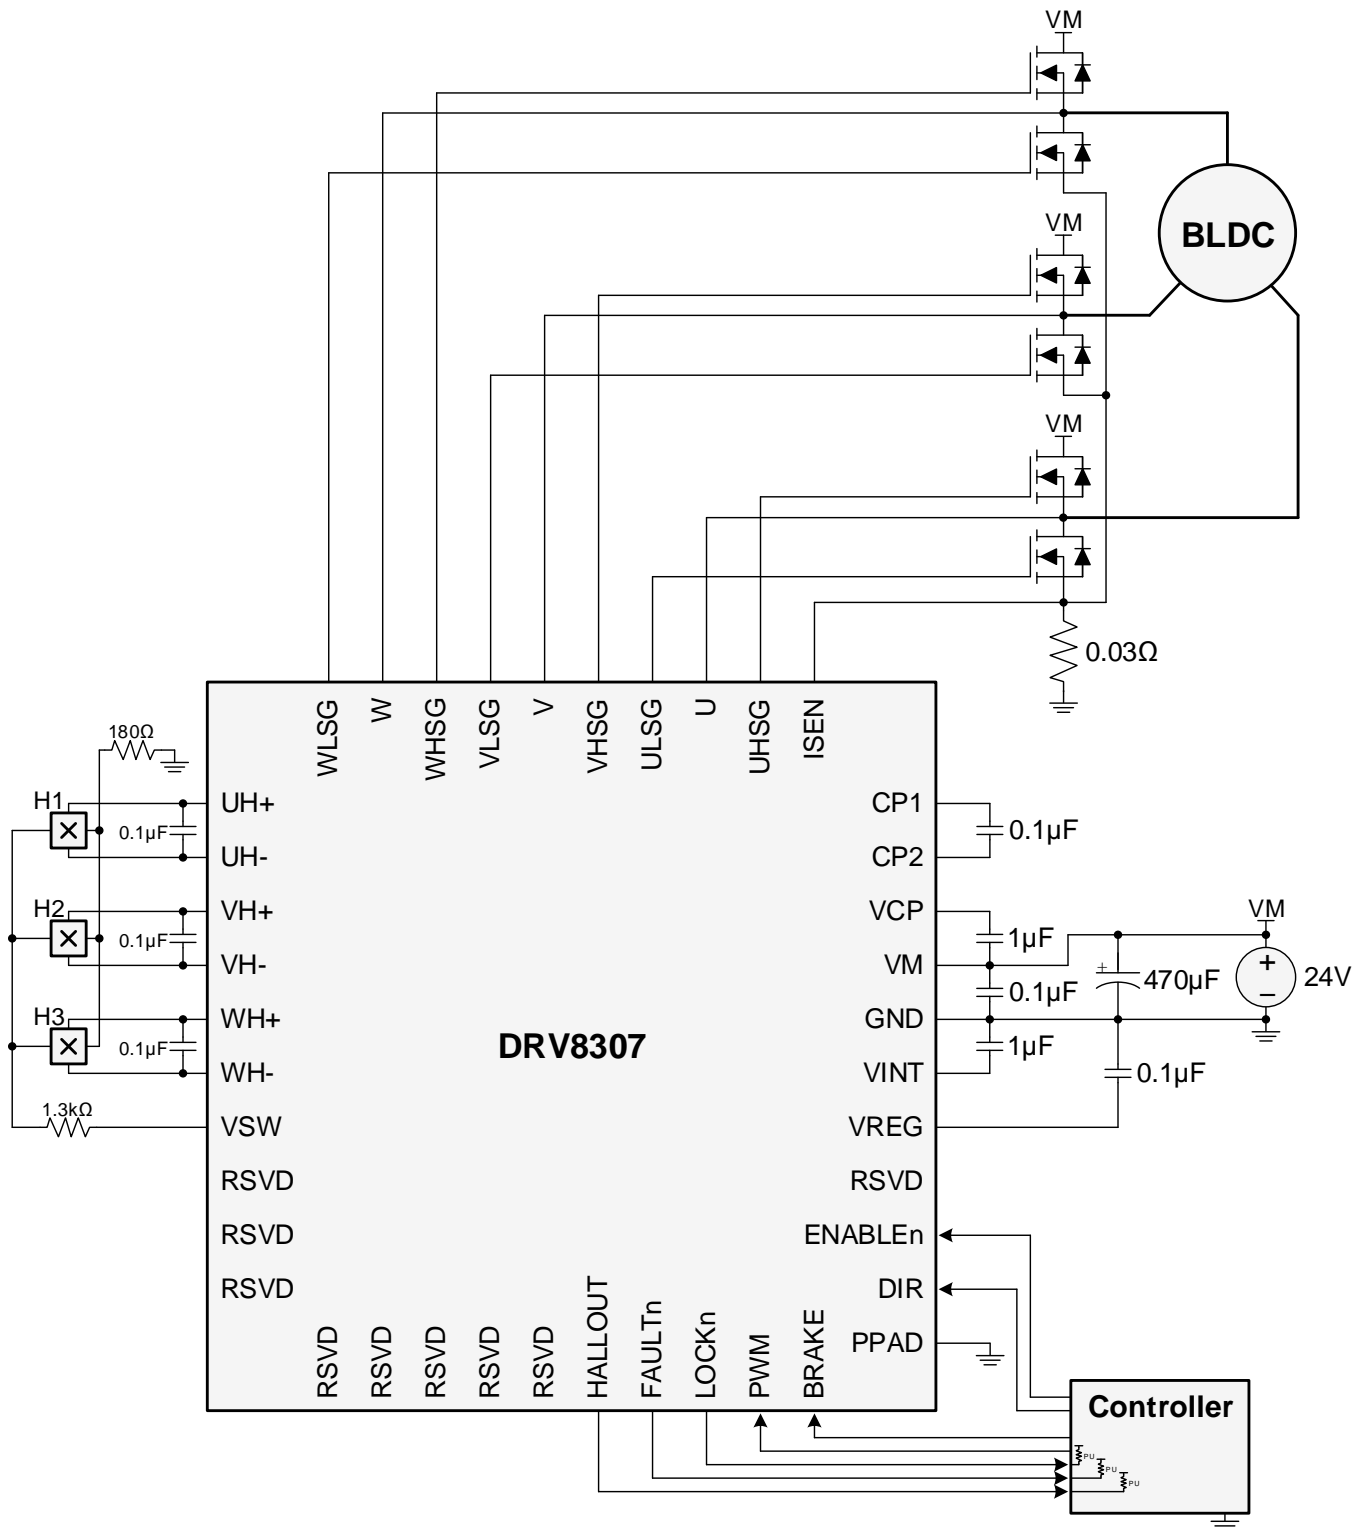 VM
BLDC
VM
VM
0.03Ω
WLSG
W
WHSG
VLSG
V
VHSG
ULSG
U
UHSG
ISEN
180Ω
H1
0.1µF
UH+
UH-
H2
0.1µF
VH+
VH-
H3
0.1µF
WH+
WH-
1.3kΩ
VSW
RSVD
RSVD
RSVD
DRV8307
CP1
0.1µF
CP2
VCP
1µF
VM
0.1µF
GND
1µF
VINT
VREG
470µF
VM
+
+
−
24V
0.1µF
RSVD
ENABLEn
DIR
PPAD
RSVD
RSVD
RSVD
RSVD
RSVD
HALLOUT
FAULTn
LOCKn
PWM
BRAKE
Controller
PU
PU
PU